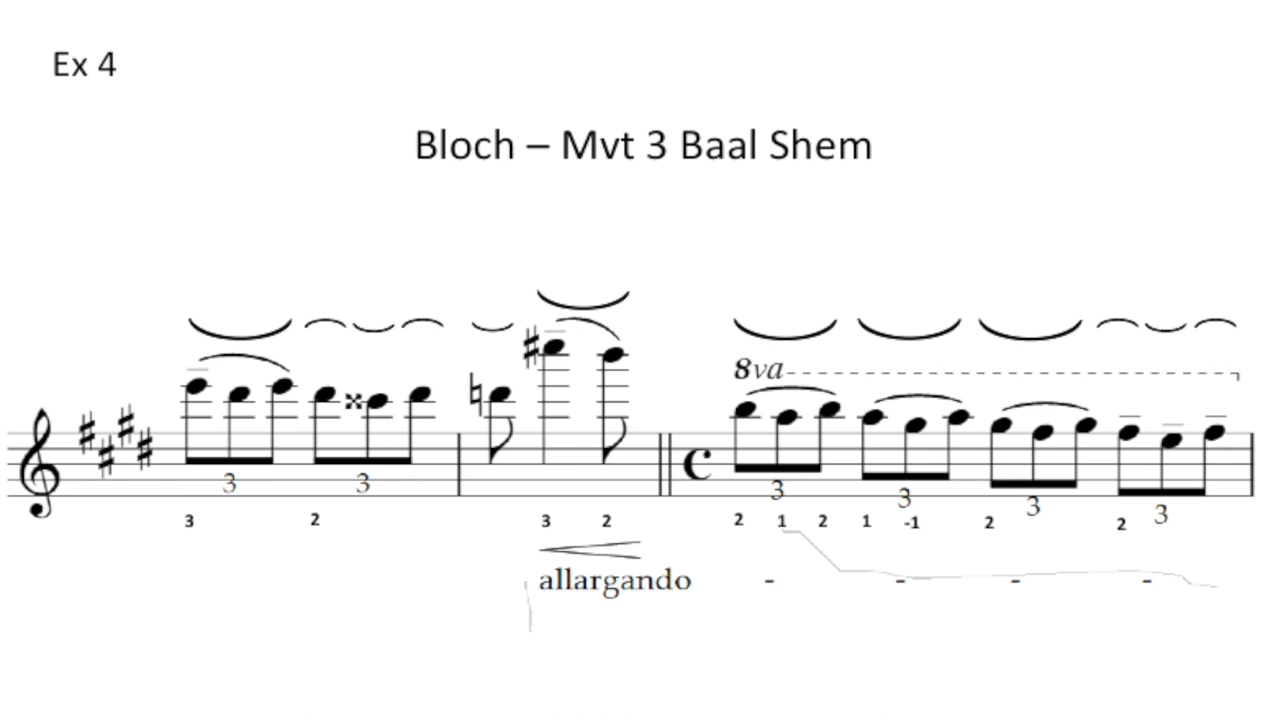 Ex 4
Bloch – Mvt 3 Baal Shem
8va
3 3 3 3 3 3
3 2 3 2 2 1 2 1 -1 2 2
allargando - - - -